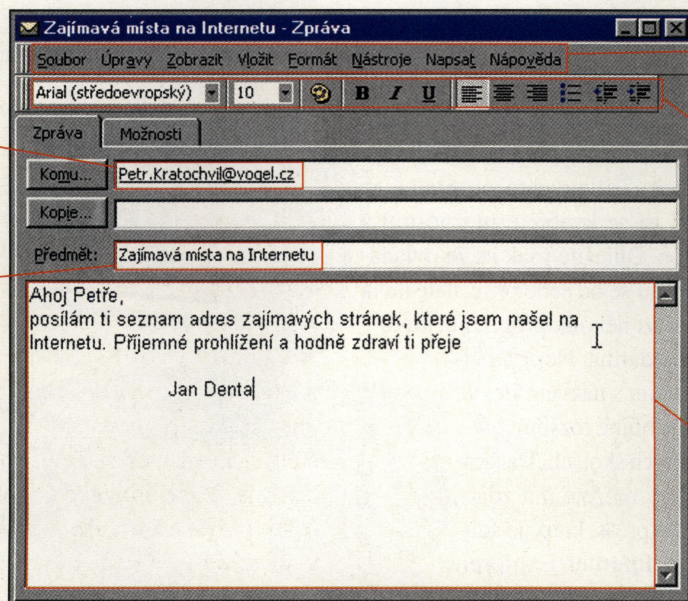 Zajímavá místa na Internetu - Zpráva
Soubor Úpravy Zobrazit Vložit Formát Nástroje Napsat Nápověda
Arial (středoevropský) 10 B I U
Zpráva Možnosti
Komu... Petr.Kratochvil@vogel.cz
Kopie...
Předmět: Zajímavá místa na Internetu
Ahoj Petře,
posílám ti seznam adres zajímavých stránek, které jsem našel na
Internetu. Příjemné prohlížení a hodně zdraví ti přeje
Jan Denta